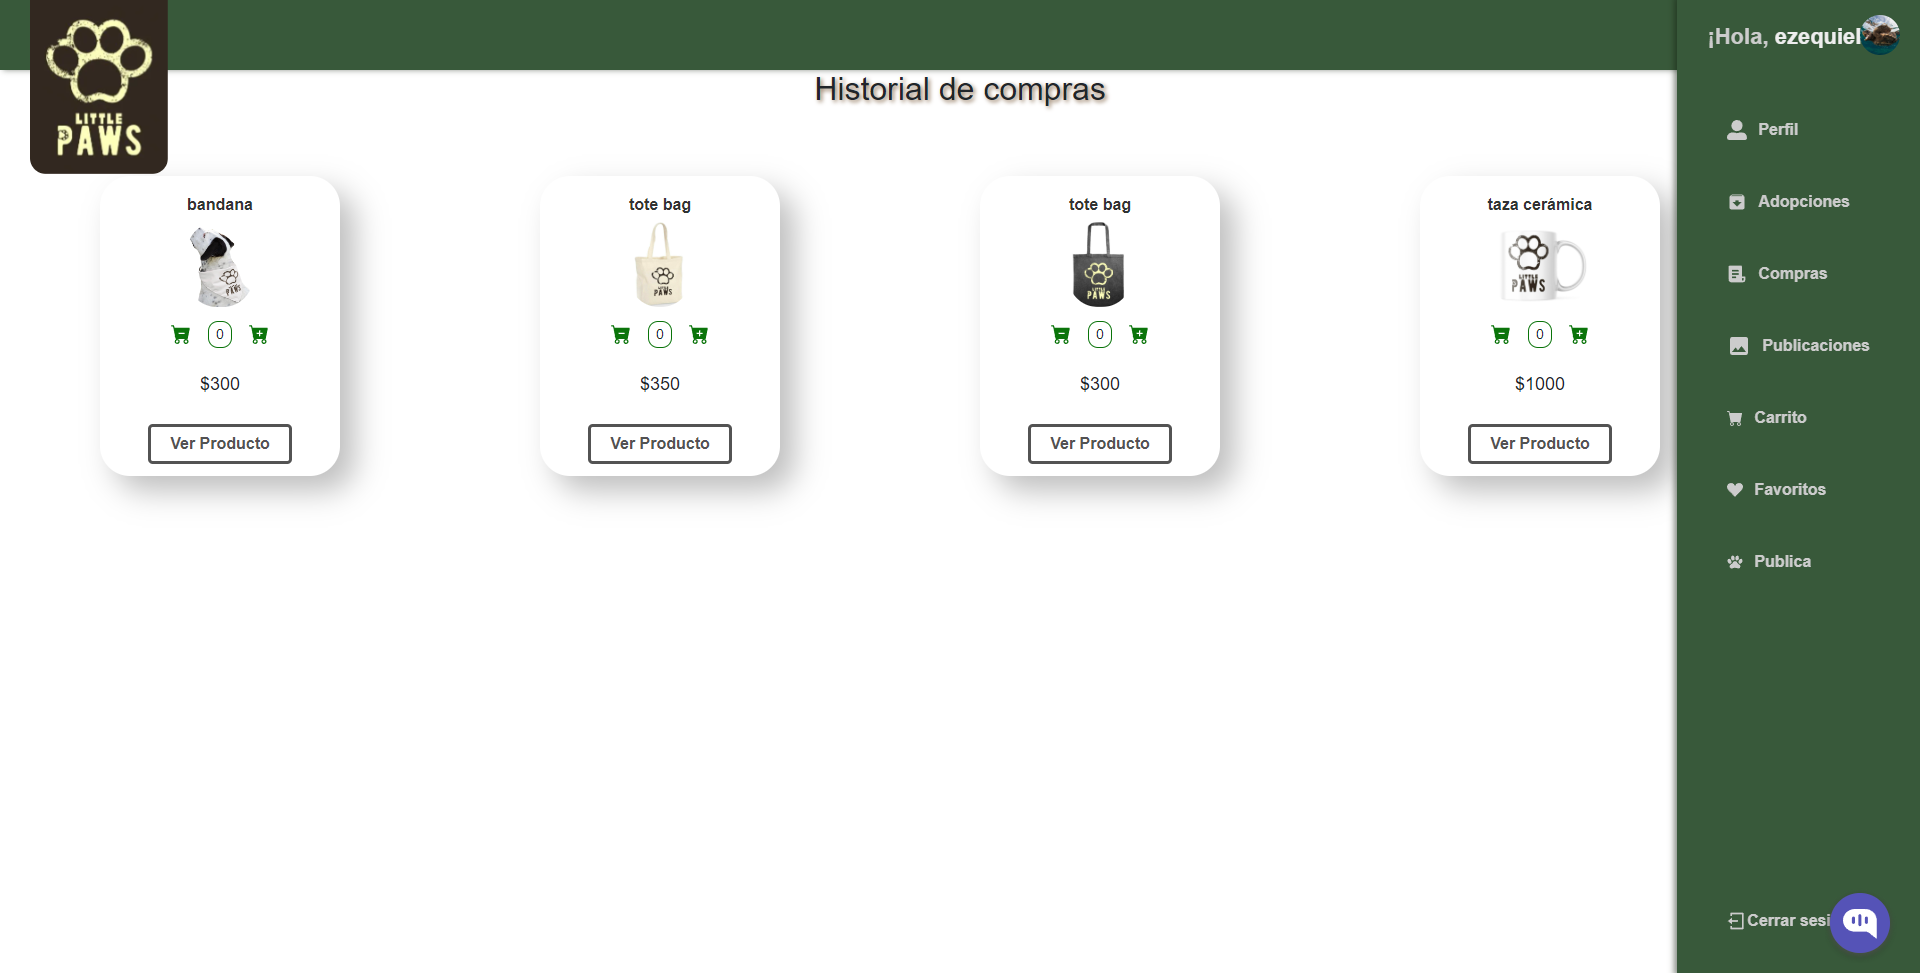 LITTLE
PAWS
¡Hola, ezequiel
Historial de compras
bandana
LITTLE
PAWS
0
$300
Ver Producto
tote bag
LITTLE
PAWS
0
$350
Ver Producto
tote bag
LITTLE
PAWS
0
$300
Ver Producto
taza cerámica
LITTLE
PAWS
0
$1000
Ver Producto
Perfil
Adopciones
Compras
Publicaciones
Carrito
Favoritos
Publica
Cerrar sesi